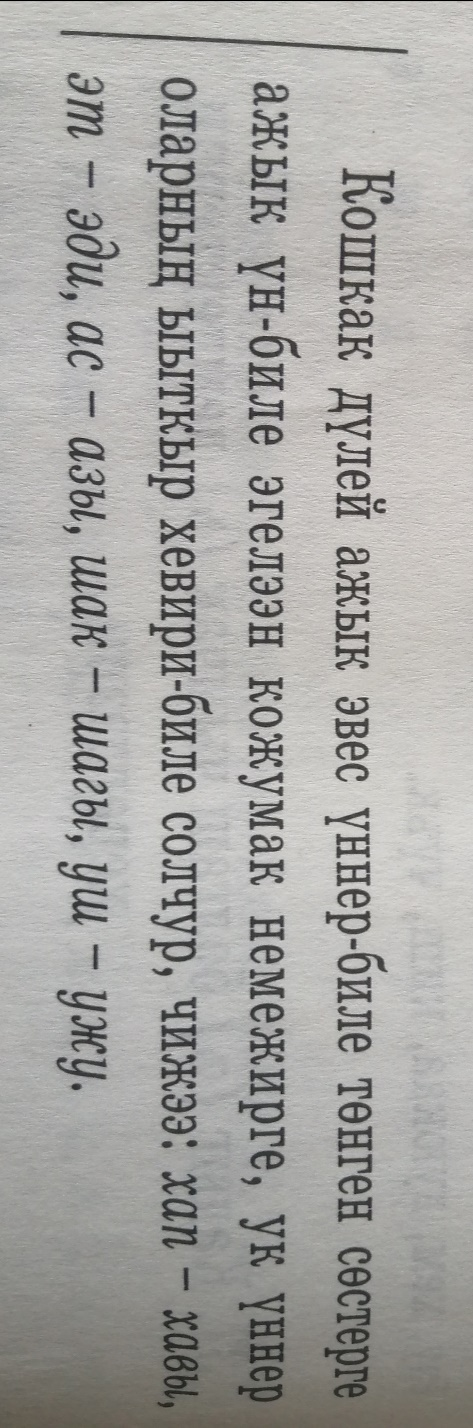 Кошкак дүлей ажык эвес үннер-биле төнген сөстерге
ажык үн-биле эгелээн кожумак немежирге, ук үннер
оларның ыыткыр хевири-биле солчур, чижээ: хап – хавы,
эт – эди, ас – азы, шак – шагы, уш – ужу.